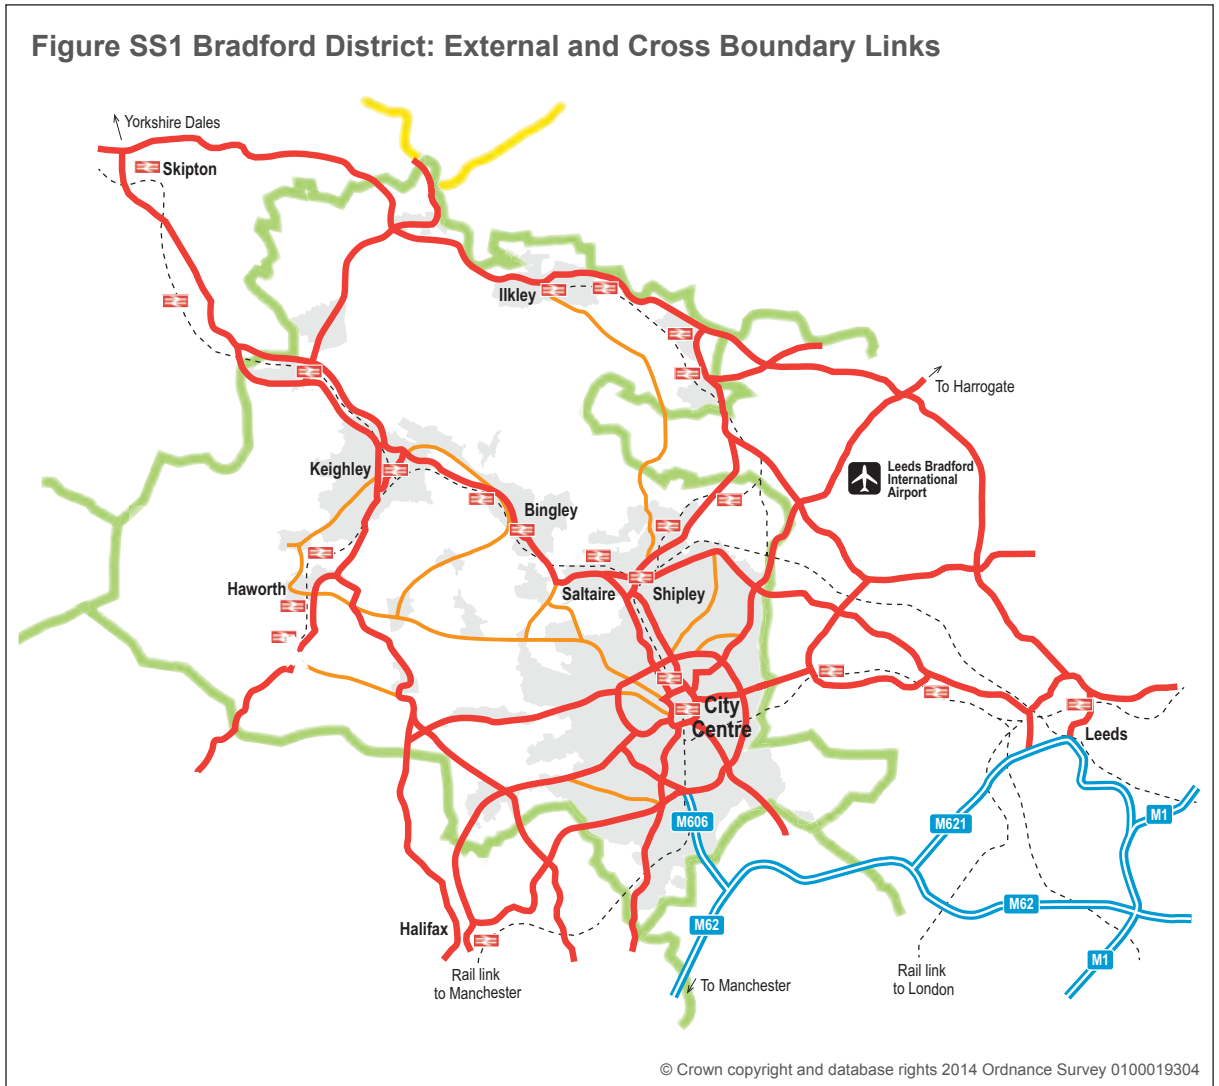 Figure SS1 Bradford District: External and Cross Boundary Links
Yorkshire Dales
Skipton
Ilkley
To Harrogate
Leeds Bradford
International
Airport
Keighley
Bingley
Haworth
Saltaire
Shipley
City
Centre
Leeds
M606
M621
M1
M62
M62
M1
Halifax
Rail link
to Manchester
To Manchester
Rail link
to London
© Crown copyright and database rights 2014 Ordnance Survey 0100019304